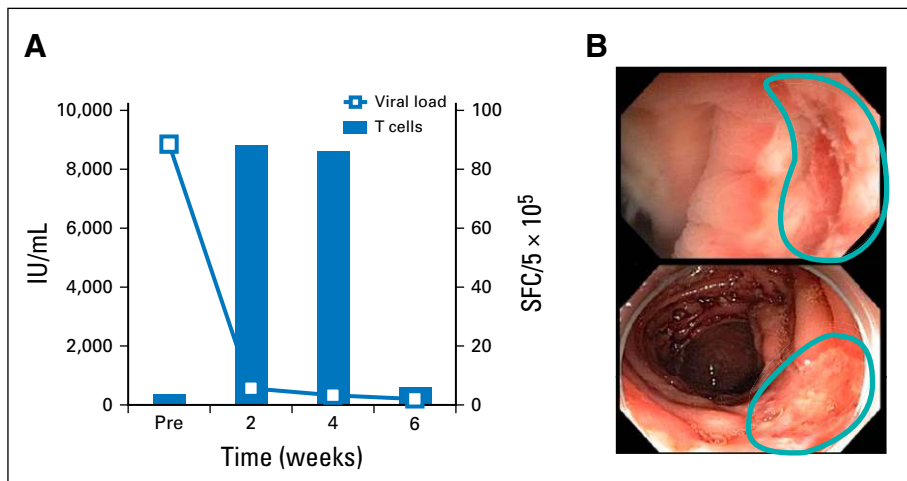 A
B
Viral load
T cells
IU/mL
10,000
8,000
6,000
4,000
2,000
0
100
80
60
40
20
0
SFC/5 × 10⁵
Pre
2
4
6
Time (weeks)